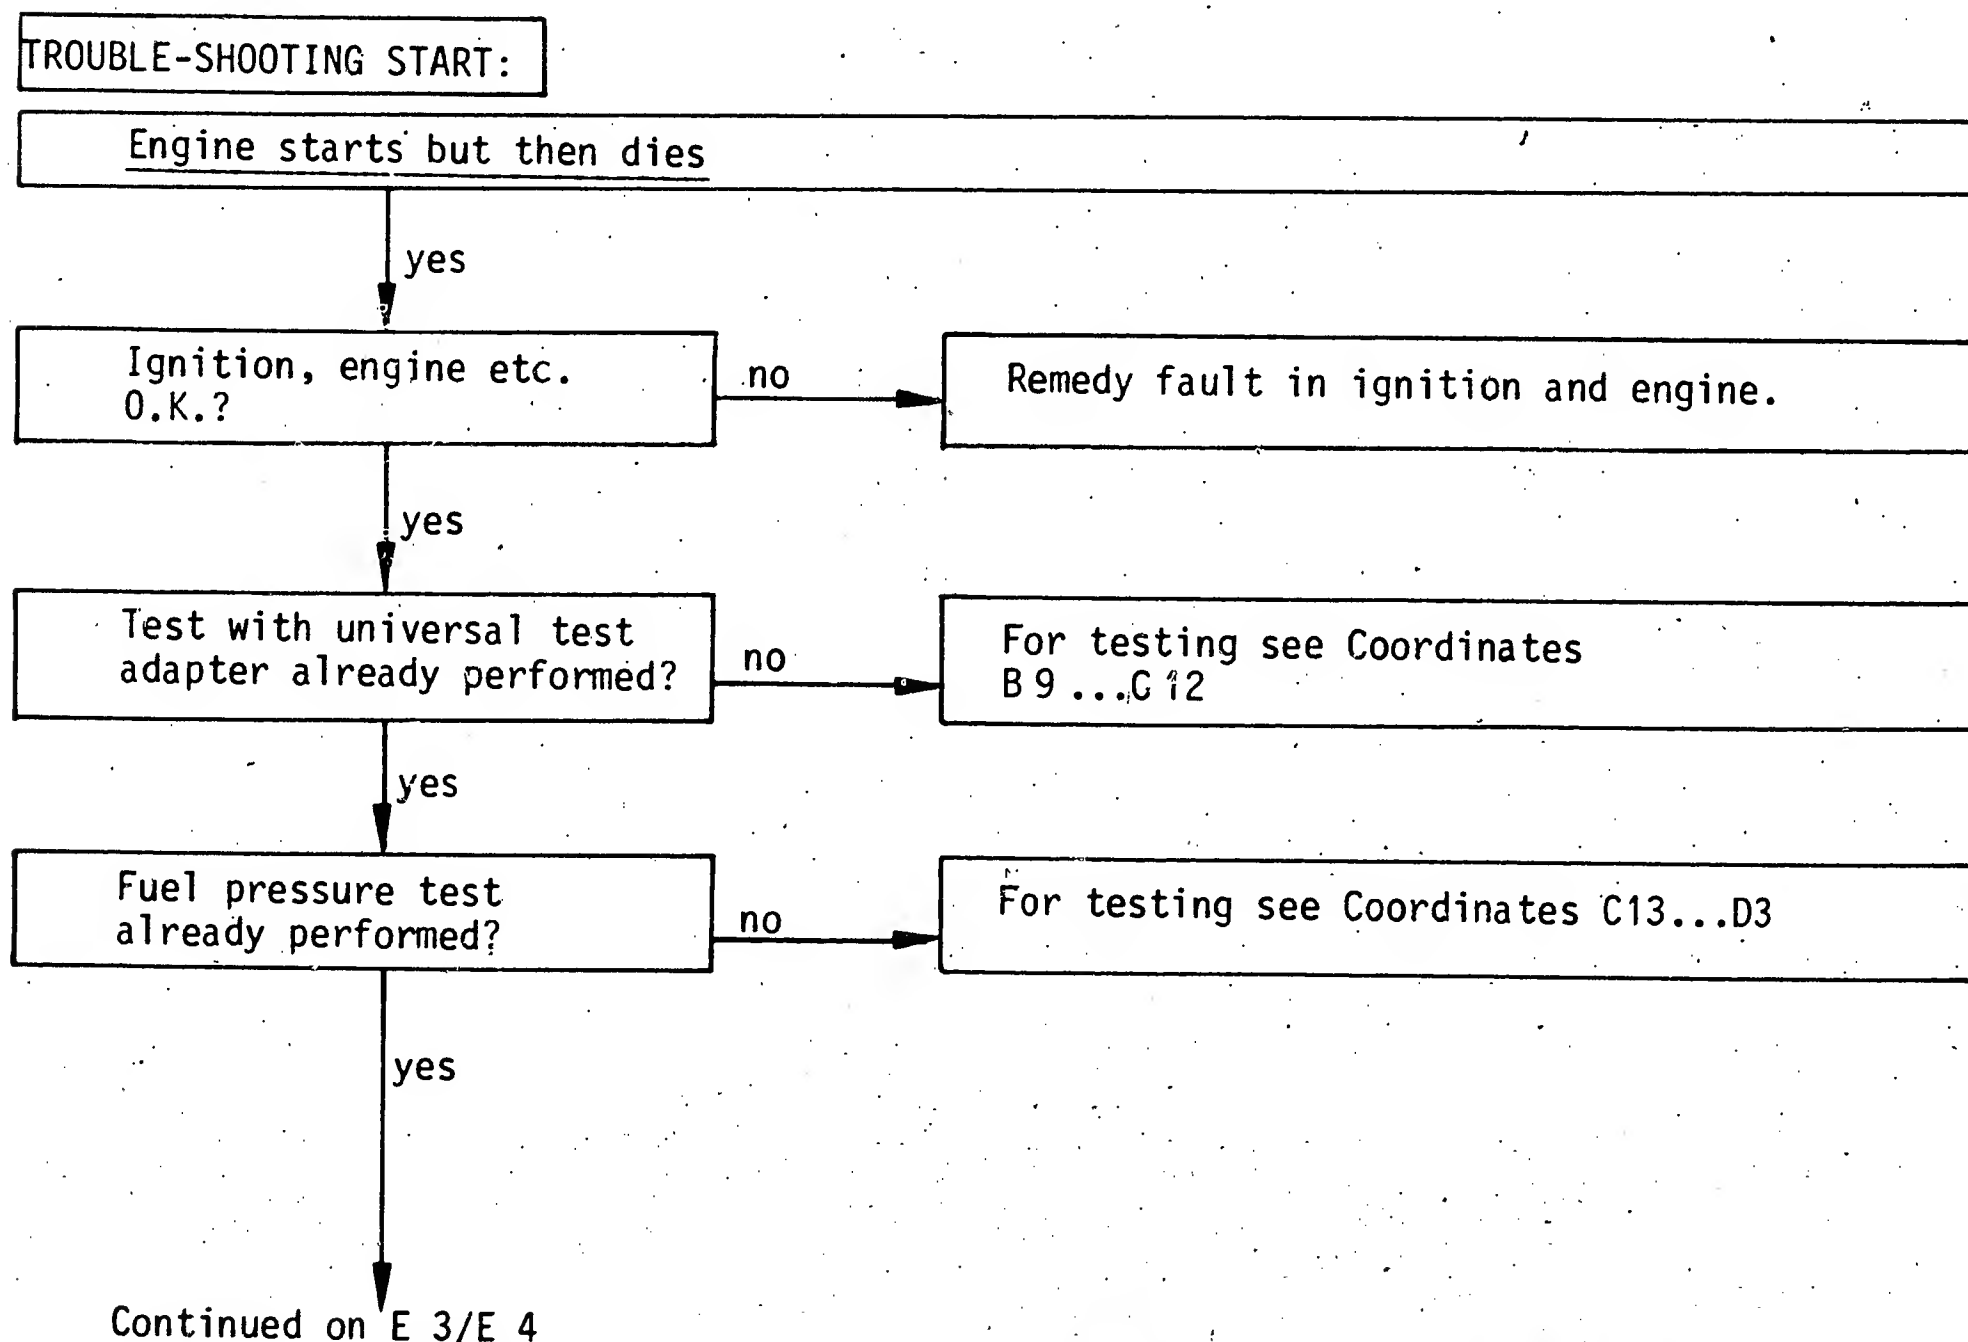 TROUBLE-SHOOTING START:
Engine starts but then dies
yes
Ignition, engine etc.
O.K.?
no
Remedy fault in ignition and engine.
yes
Test with universal test
adapter already performed?
no
For testing see Coordinates
B 9 ...C 12
yes
Fuel pressure test
already performed?
no
For testing see Coordinates C13...D3
yes
Continued on E 3/E 4